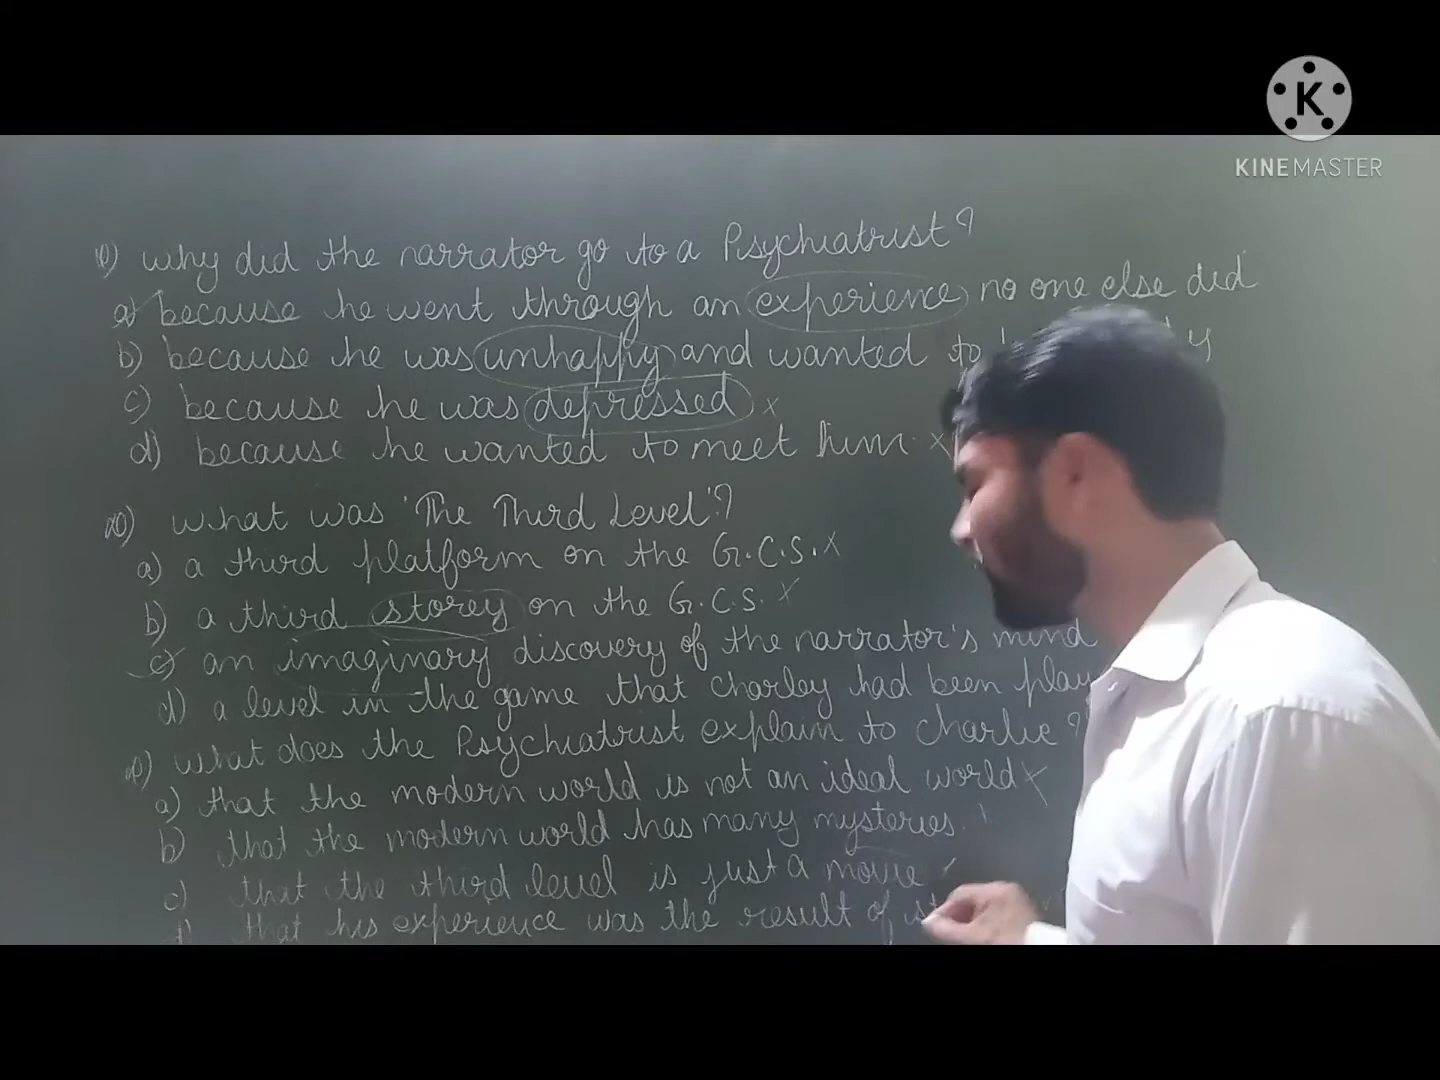 KINEMASTER
Q) why did the narrator go to a Psychiatrist?
a) because he went through an experience no one else did
b) because he was unhappy and wanted to
c) because he was depressed x
d) because he wanted to meet him. x
Q) what was 'The Third Level'?
a) a third platform on the G.C.S. x
b) a third storey on the G.C.S. x
c) an imaginary discovery of the narrator's mind
d) a level in the game that charley had been
Q) what does the Psychiatrist explain to charlie?
a) that the modern world is not an ideal world x
b) that the modern world has many mysteries.
c) that the third level is just a movie
d) that his experience was the result of